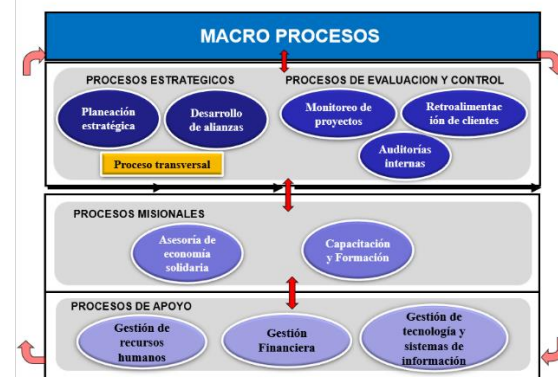 MACRO PROCESOS
PROCESOS ESTRATEGICOS
Planeación
estratégica
Desarrollo
de alianzas
Proceso transversal
PROCESOS DE EVALUACION Y CONTROL
Monitoreo de
proyectos
Retroalimentac
ión de clientes
Auditorías
internas
PROCESOS MISIONALES
Asesoría de
economía
solidaria
Capacitación
y Formación
PROCESOS DE APOYO
Gestión de
recursos
humanos
Gestión
Financiera
Gestión de
tecnología y
sistemas de
información